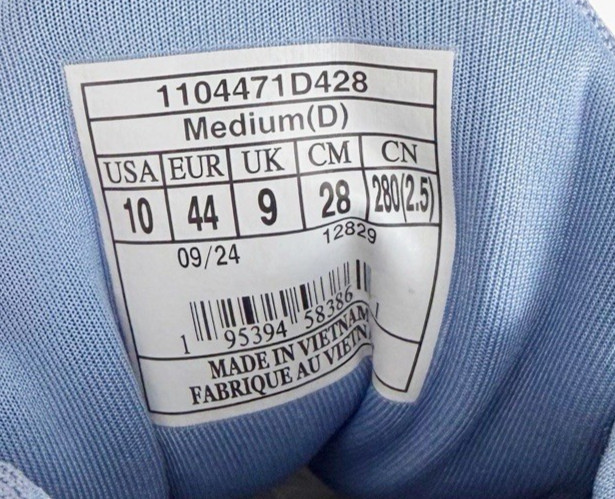 1104471D428
Medium(D)
USA EUR UK CM CN
10 44 9 28 280(2.5)
12829
09/24
1 95394 58386
MADE IN VIETNAM
FABRIQUE AU